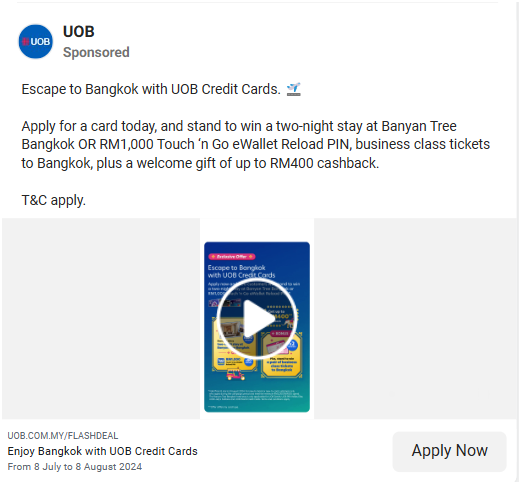 UOB
Sponsored
UOB
Escape to Bangkok with UOB Credit Cards.
Apply for a card today, and stand to win a two-night stay at Banyan Tree
Bangkok OR RM1,000 Touch ‘n Go eWallet Reload PIN, business class tickets
to Bangkok, plus a welcome gift of up to RM400 cashback.
T&C apply.
Exclusive Offer
Escape to Bangkok
with UOB Credit Cards
UOB.COM.MY/FLASHDEAL
Enjoy Bangkok with UOB Credit Cards
From 8 July to 8 August 2024
Apply Now